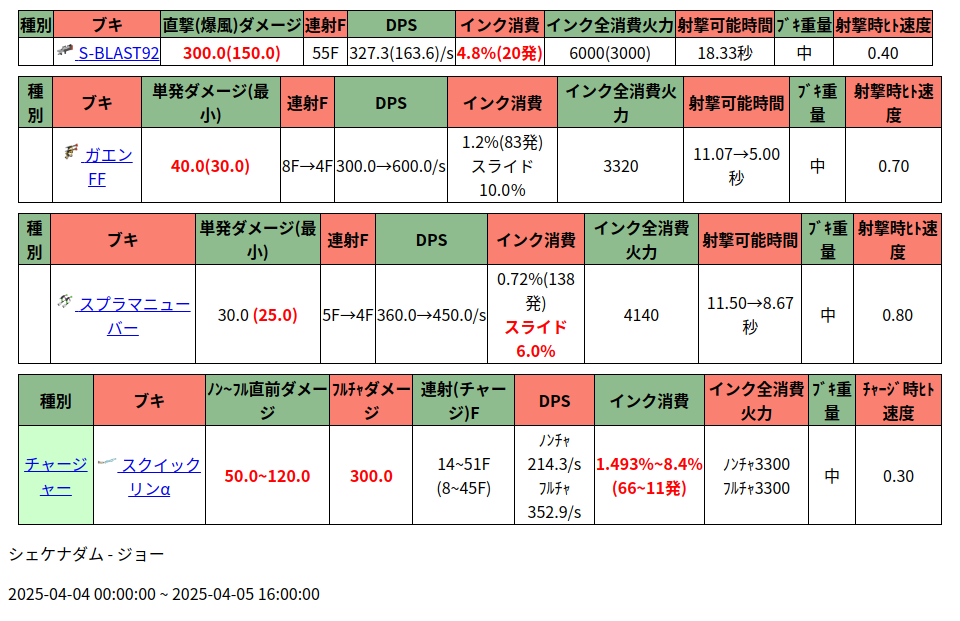 種別 ブキ 直撃(爆風)ダメージ 連射F DPS インク消費 インク全消費火力 射撃可能時間 ﾌﾞｷ重量 射撃時ﾋﾄ速度
S-BLAST92 300.0(150.0) 55F 327.3(163.6)/s 4.8%(20発) 6000(3000) 18.33秒 中 0.40
種別 ブキ 単発ダメージ(最小) 連射F DPS インク消費 インク全消費火力 射撃可能時間 ﾌﾞｷ重量 射撃時ﾋﾄ速度
ガエンFF 40.0(30.0) 8F→4F 300.0→600.0/s 1.2%(83発) スライド 10.0% 3320 11.07→5.00秒 中 0.70
種別 ブキ 単発ダメージ(最小) 連射F DPS インク消費 インク全消費火力 射撃可能時間 ﾌﾞｷ重量 射撃時ﾋﾄ速度
スプラマニューバー 30.0 (25.0) 5F→4F 360.0→450.0/s 0.72%(138発) スライド 6.0% 4140 11.50→8.67秒 中 0.80
種別 ブキ ﾉﾝ~ﾌﾙ直前ダメージ ﾌﾙﾁｬダメージ 連射(チャージ)F DPS インク消費 インク全消費火力 ﾌﾞｷ重量 ﾁｬｰｼﾞ時ﾋﾄ速度
チャージャー スクイックリンα 50.0~120.0 300.0 14~51F (8~45F) ﾉﾝﾁｬ 214.3/s ﾌﾙﾁｬ 352.9/s 1.493%~8.4% (66~11発) ﾉﾝﾁｬ3300 ﾌﾙﾁｬ3300 中 0.30
シェケナダム - ジョー
2025-04-04 00:00:00 ~ 2025-04-05 16:00:00